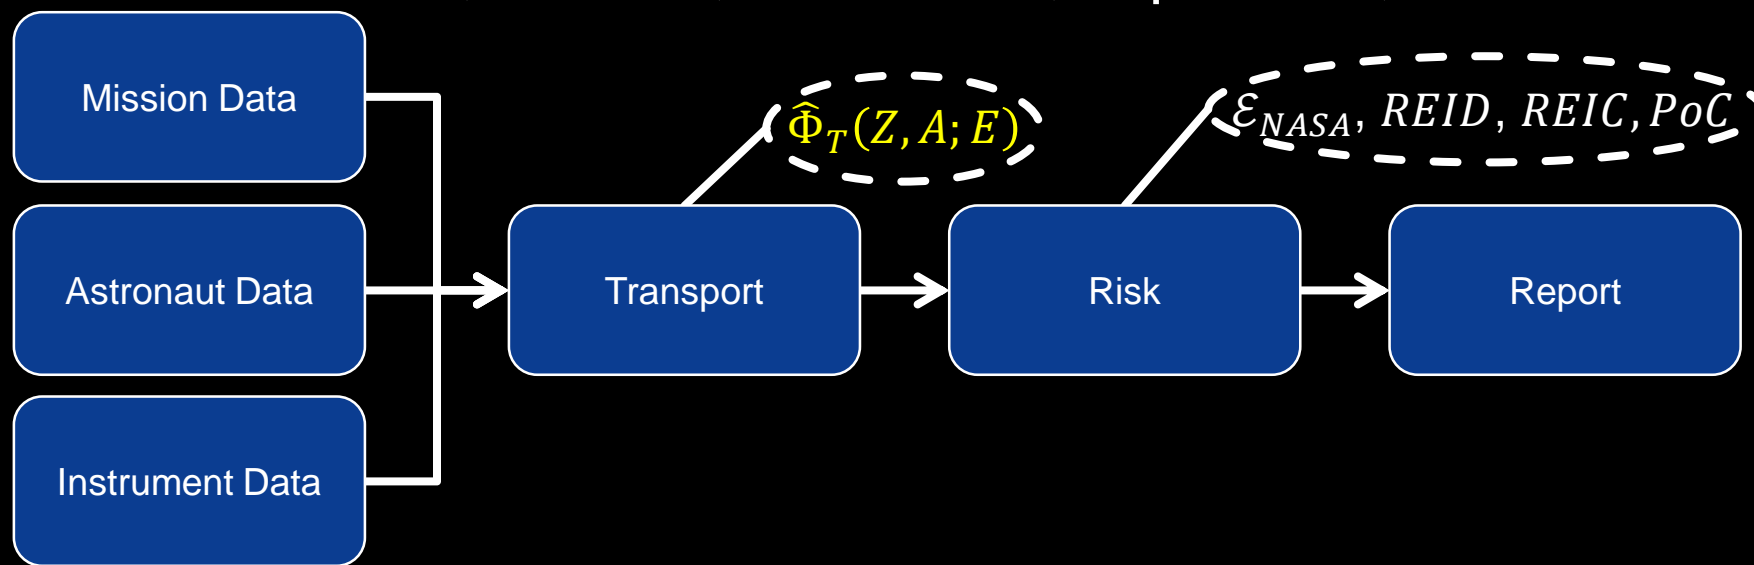 Mission Data
Φ̂_T(Z, A; E)
ℰ_NASA, REID, REIC, PoC
Astronaut Data
Transport
Risk
Report
Instrument Data